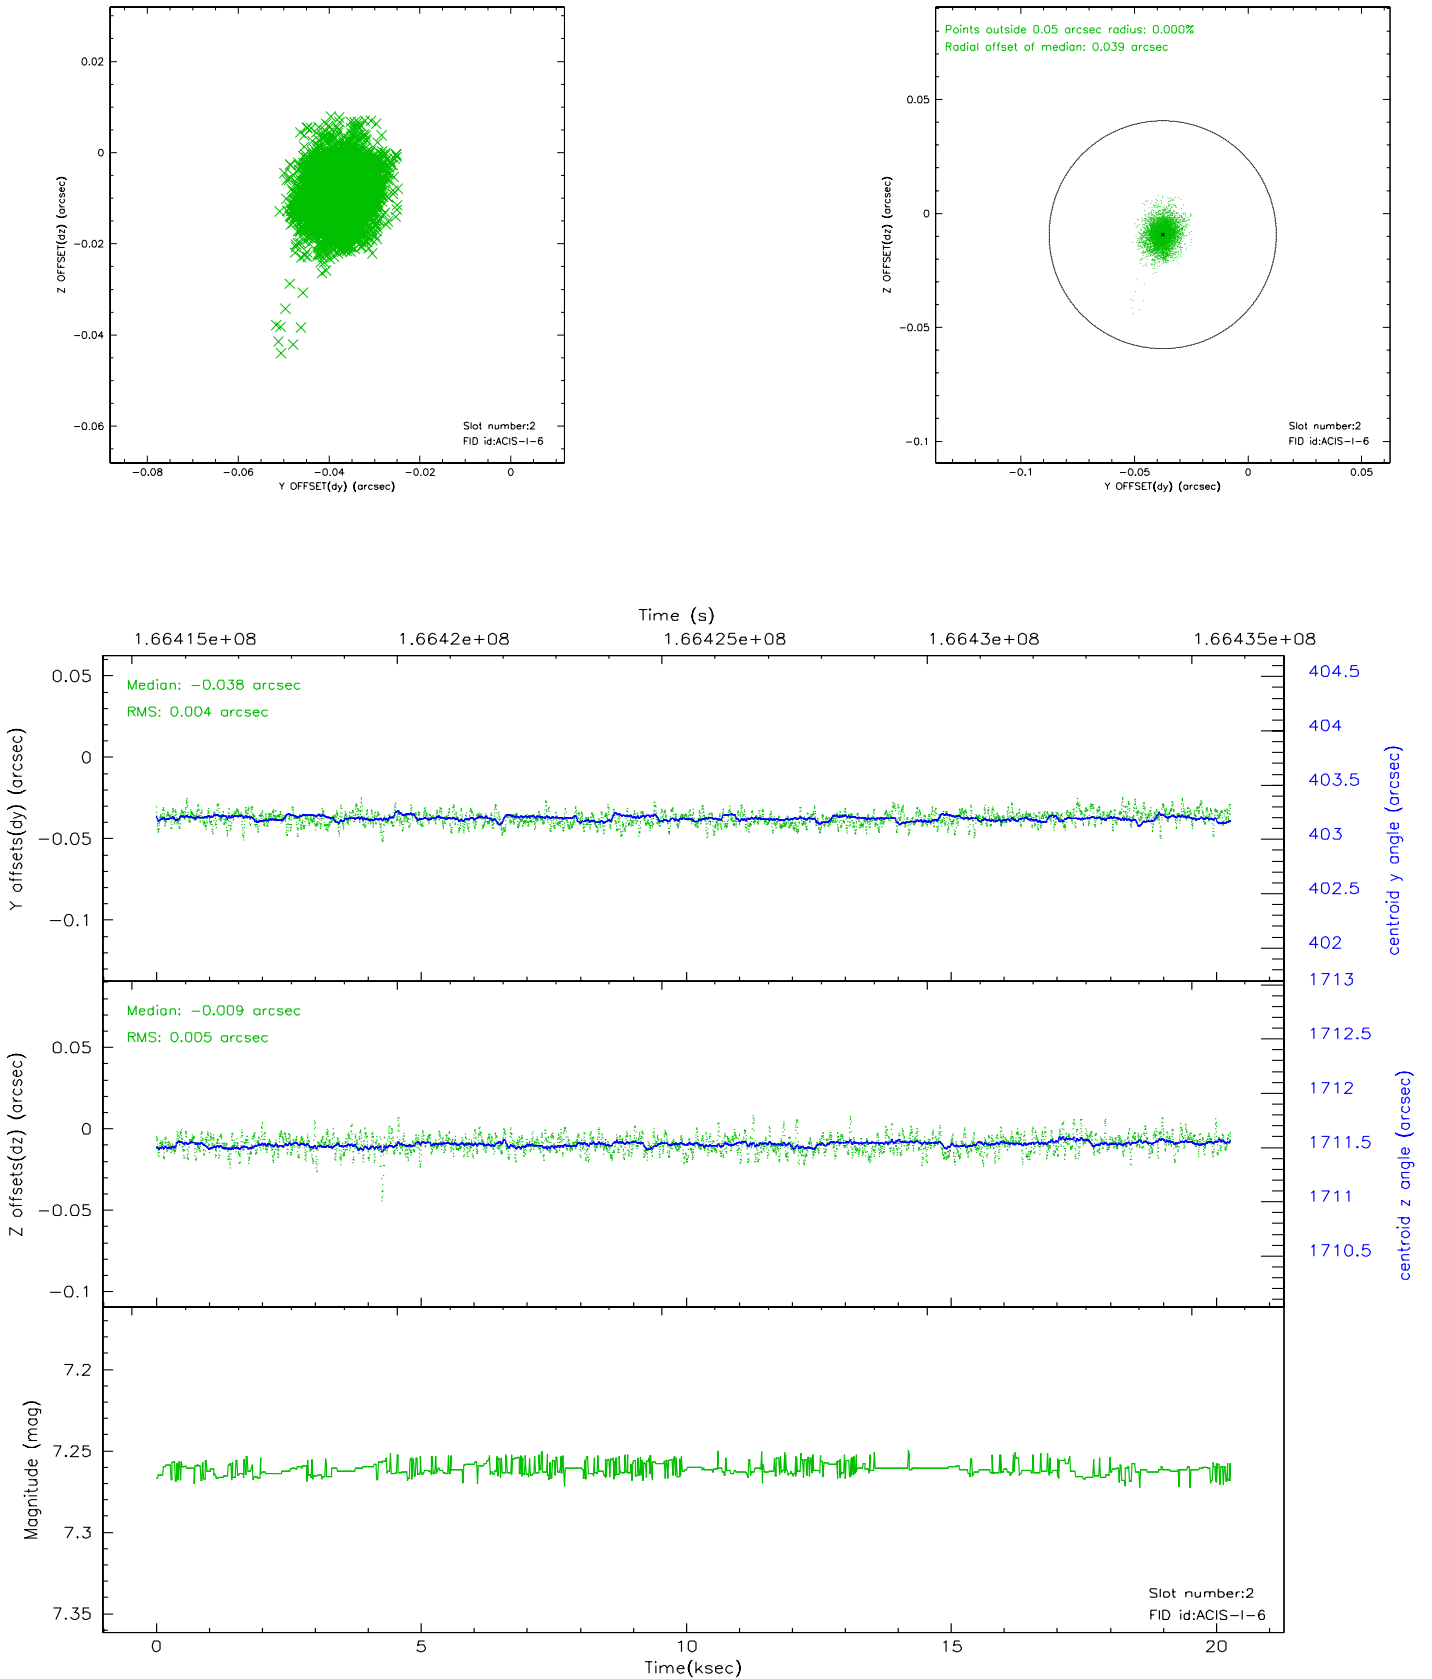 0.02
0
-0.02
-0.04
-0.06
Z OFFSET(dz) (arcsec)
-0.08
-0.06
-0.04
-0.02
0
Y OFFSET(dy) (arcsec)
Slot number:2
FID id:ACIS-I-6
Points outside 0.05 arcsec radius: 0.000%
Radial offset of median: 0.039 arcsec
0.05
0
-0.05
-0.1
Z OFFSET(dz) (arcsec)
-0.1
-0.05
0
0.05
Y OFFSET(dy) (arcsec)
Slot number:2
FID id:ACIS-I-6
Time (s)
1.66415e+08
1.6642e+08
1.66425e+08
1.6643e+08
1.66435e+08
Median: -0.038 arcsec
RMS: 0.004 arcsec
0.05
0
-0.05
-0.1
Y offsets(dy) (arcsec)
404.5
404
403.5
403
402.5
402
centroid y angle (arcsec)
Median: -0.009 arcsec
RMS: 0.005 arcsec
0.05
0
-0.05
-0.1
Z offsets(dz) (arcsec)
1713
1712.5
1712
1711.5
1711
1710.5
centroid z angle (arcsec)
7.2
7.25
7.3
7.35
Magnitude (mag)
Slot number:2
FID id:ACIS-I-6
0
5
10
15
20
Time(ksec)